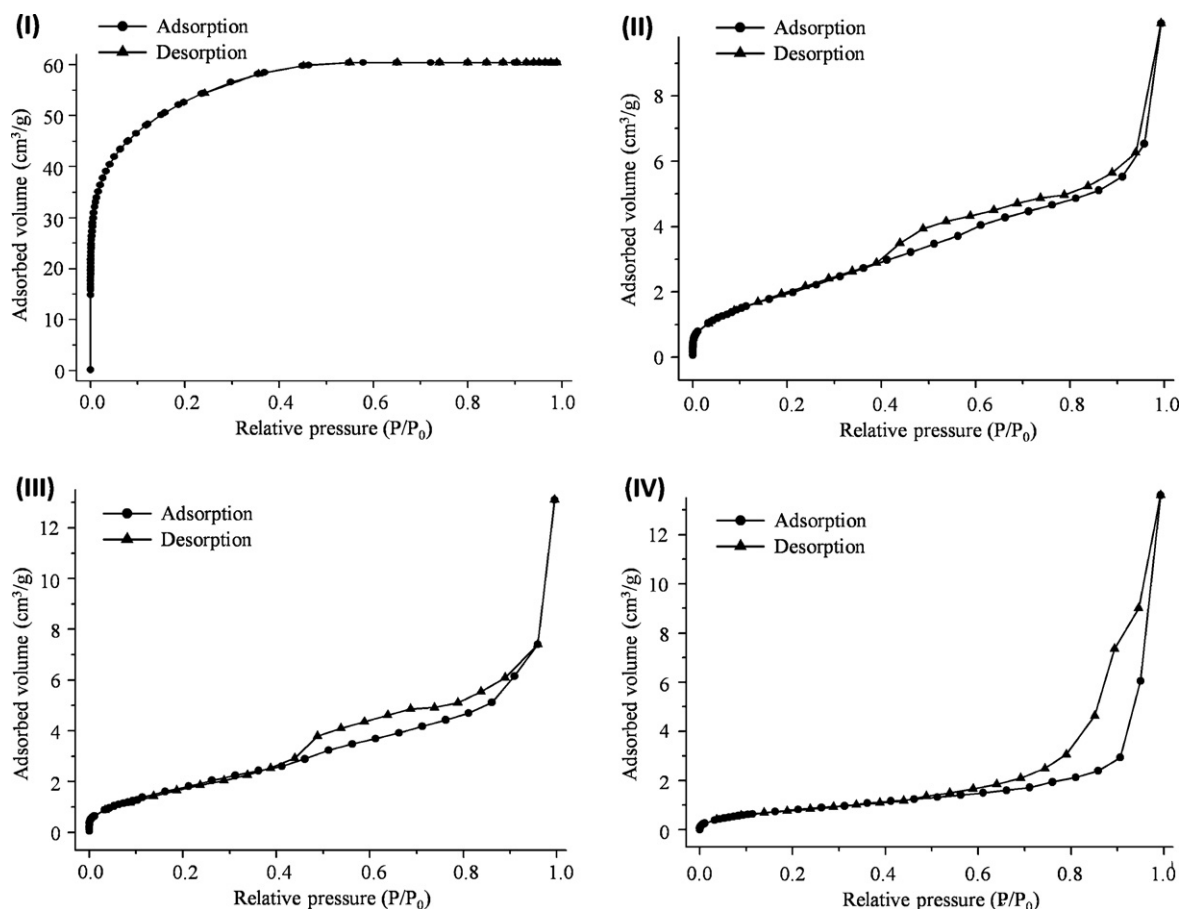 (I)
Adsorption
Desorption
Adsorbed volume (cm³/g)
60
50
40
30
20
10
0
0.0 0.2 0.4 0.6 0.8 1.0
Relative pressure (P/P₀)
(II)
Adsorption
Desorption
Adsorbed volume (cm³/g)
8
6
4
2
0
0.0 0.2 0.4 0.6 0.8 1.0
Relative pressure (P/P₀)
(III)
Adsorption
Desorption
Adsorbed volume (cm³/g)
12
10
8
6
4
2
0
0.0 0.2 0.4 0.6 0.8 1.0
Relative pressure (P/P₀)
(IV)
Adsorption
Desorption
Adsorbed volume (cm³/g)
12
10
8
6
4
2
0
0.0 0.2 0.4 0.6 0.8 1.0
Relative pressure (P/P₀)